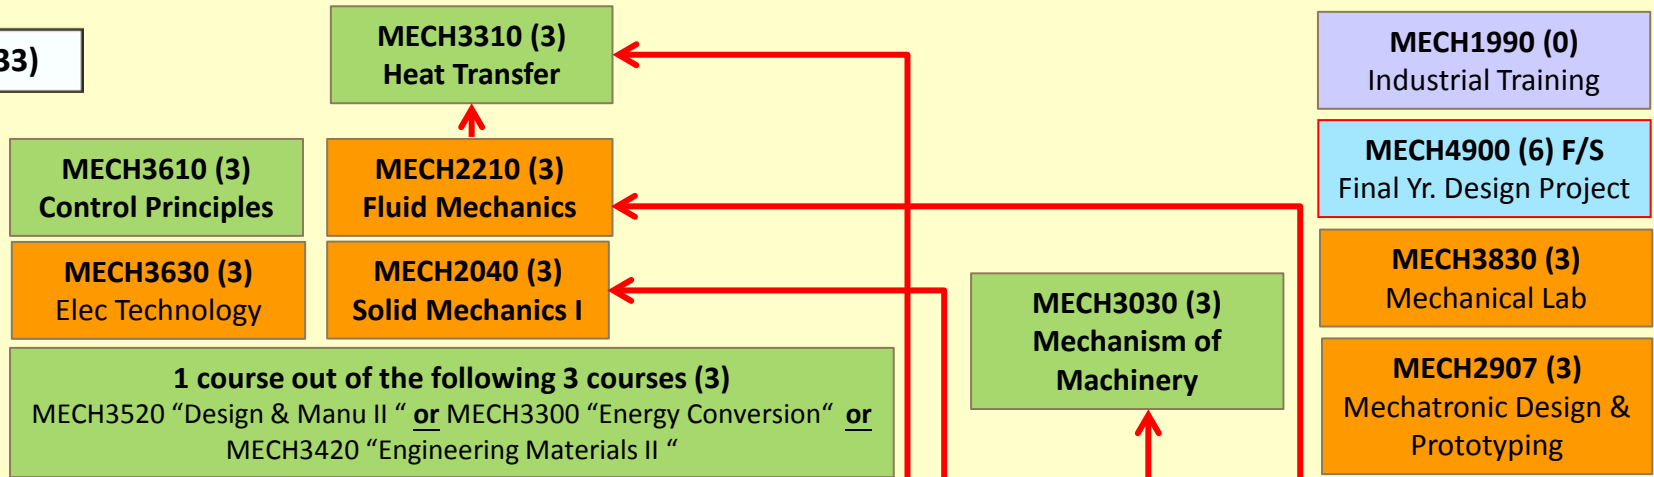 33)
MECH3310 (3)
Heat Transfer
MECH1990 (0)
Industrial Training
MECH3610 (3)
Control Principles
MECH2210 (3)
Fluid Mechanics
MECH4900 (6) F/S
Final Yr. Design Project
MECH3630 (3)
Elec Technology
MECH2040 (3)
Solid Mechanics I
MECH3030 (3)
Mechanism of
Machinery
MECH3830 (3)
Mechanical Lab
1 course out of the following 3 courses (3)
MECH3520 “Design & Manu II “ or MECH3300 “Energy Conversion“ or
MECH3420 “Engineering Materials II “
MECH2907 (3)
Mechatronic Design &
Prototyping